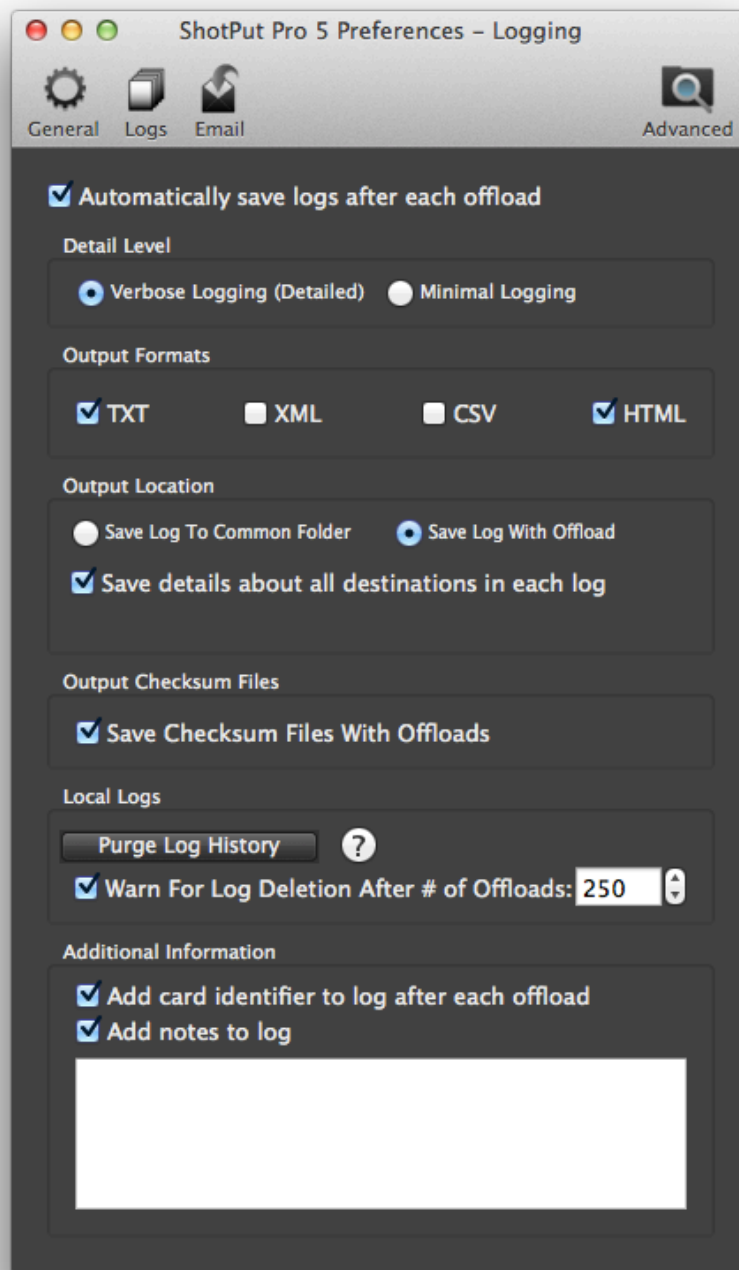 ShotPut Pro 5 Preferences – Logging
General Logs Email Advanced
Automatically save logs after each offload
Detail Level
Verbose Logging (Detailed) Minimal Logging
Output Formats
TXT XML CSV HTML
Output Location
Save Log To Common Folder Save Log With Offload
Save details about all destinations in each log
Output Checksum Files
Save Checksum Files With Offloads
Local Logs
Purge Log History ?
Warn For Log Deletion After # of Offloads: 250
Additional Information
Add card identifier to log after each offload
Add notes to log